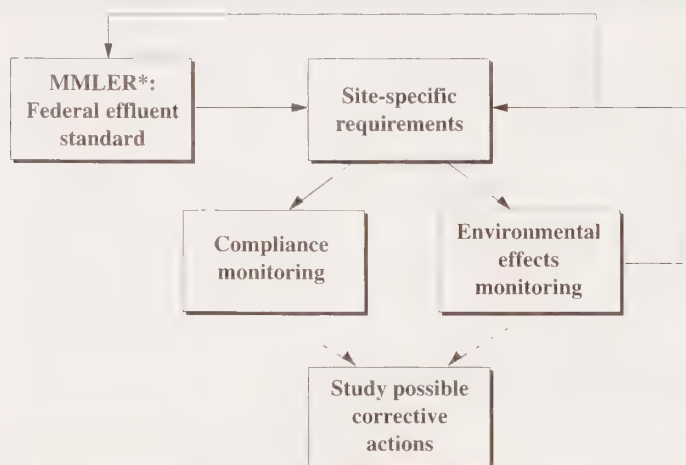 MMLER*:
Federal effluent
standard
Site-specific
requirements
Compliance
monitoring
Environmental
effects
monitoring
Study possible
corrective
actions